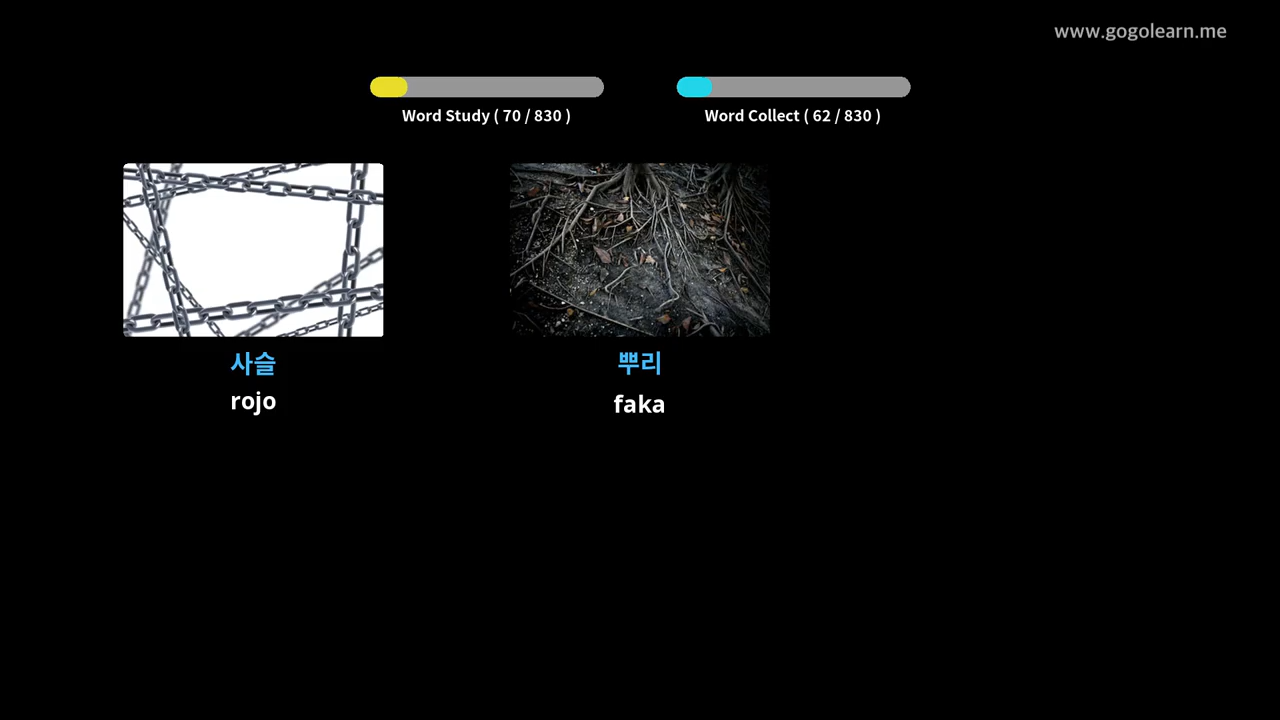 www.gogolearn.me
Word Study ( 70 / 830 )
Word Collect ( 62 / 830 )
사슬
rojo
뿌리
faka